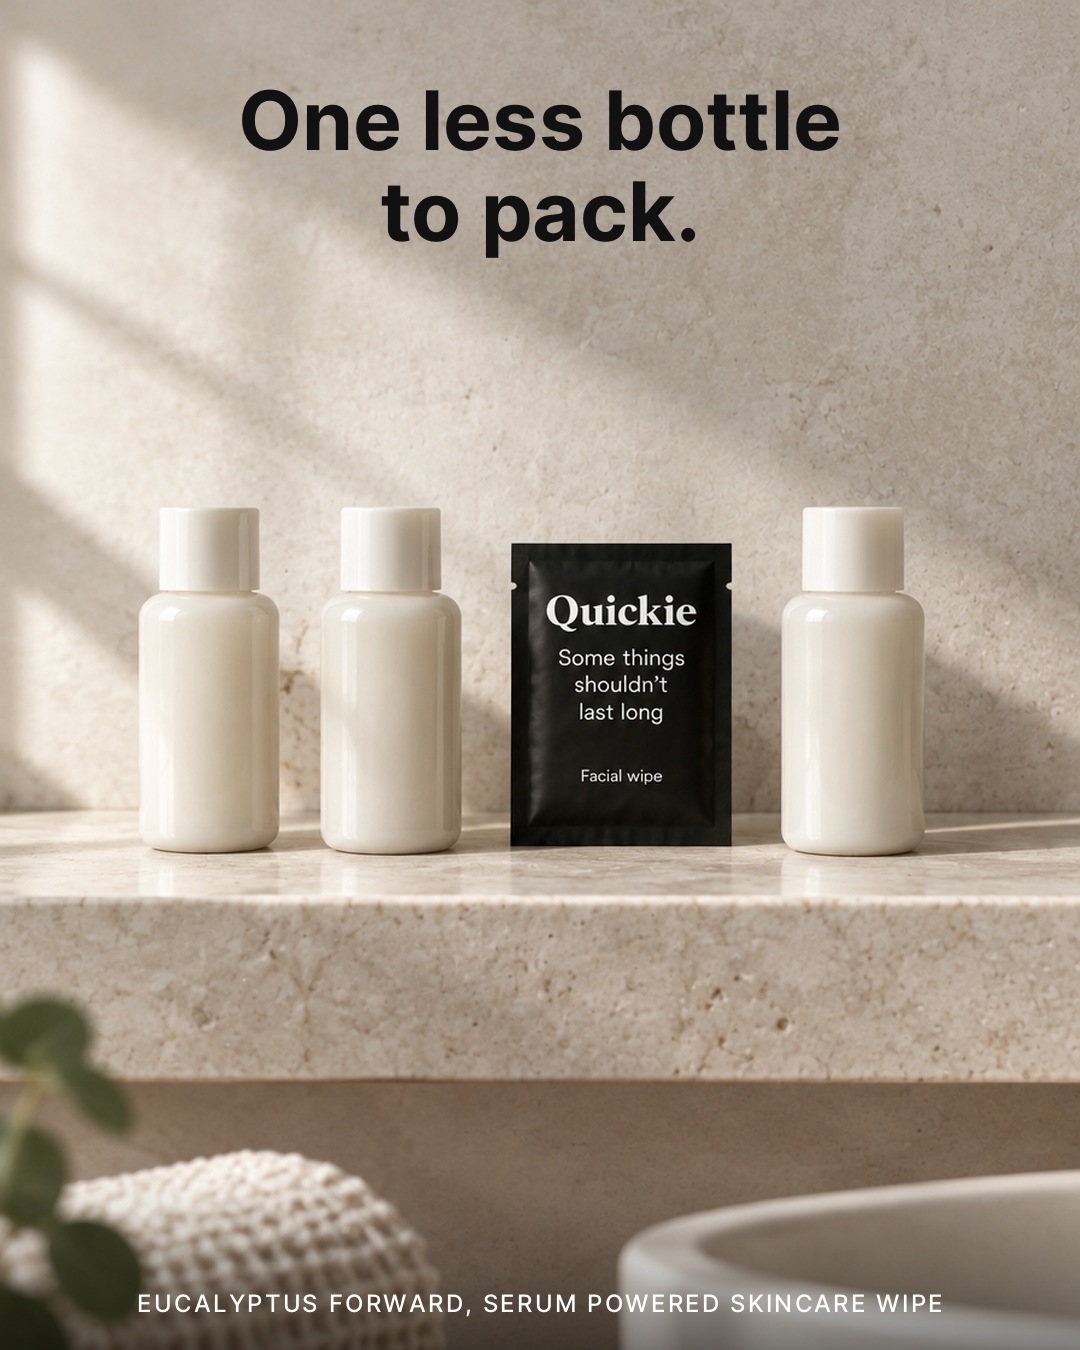 One less bottle
to pack.
Quickie
Some things
shouldn't
last long
Facial wipe
EUCALYPTUS FORWARD, SERUM POWERED SKINCARE WIPE